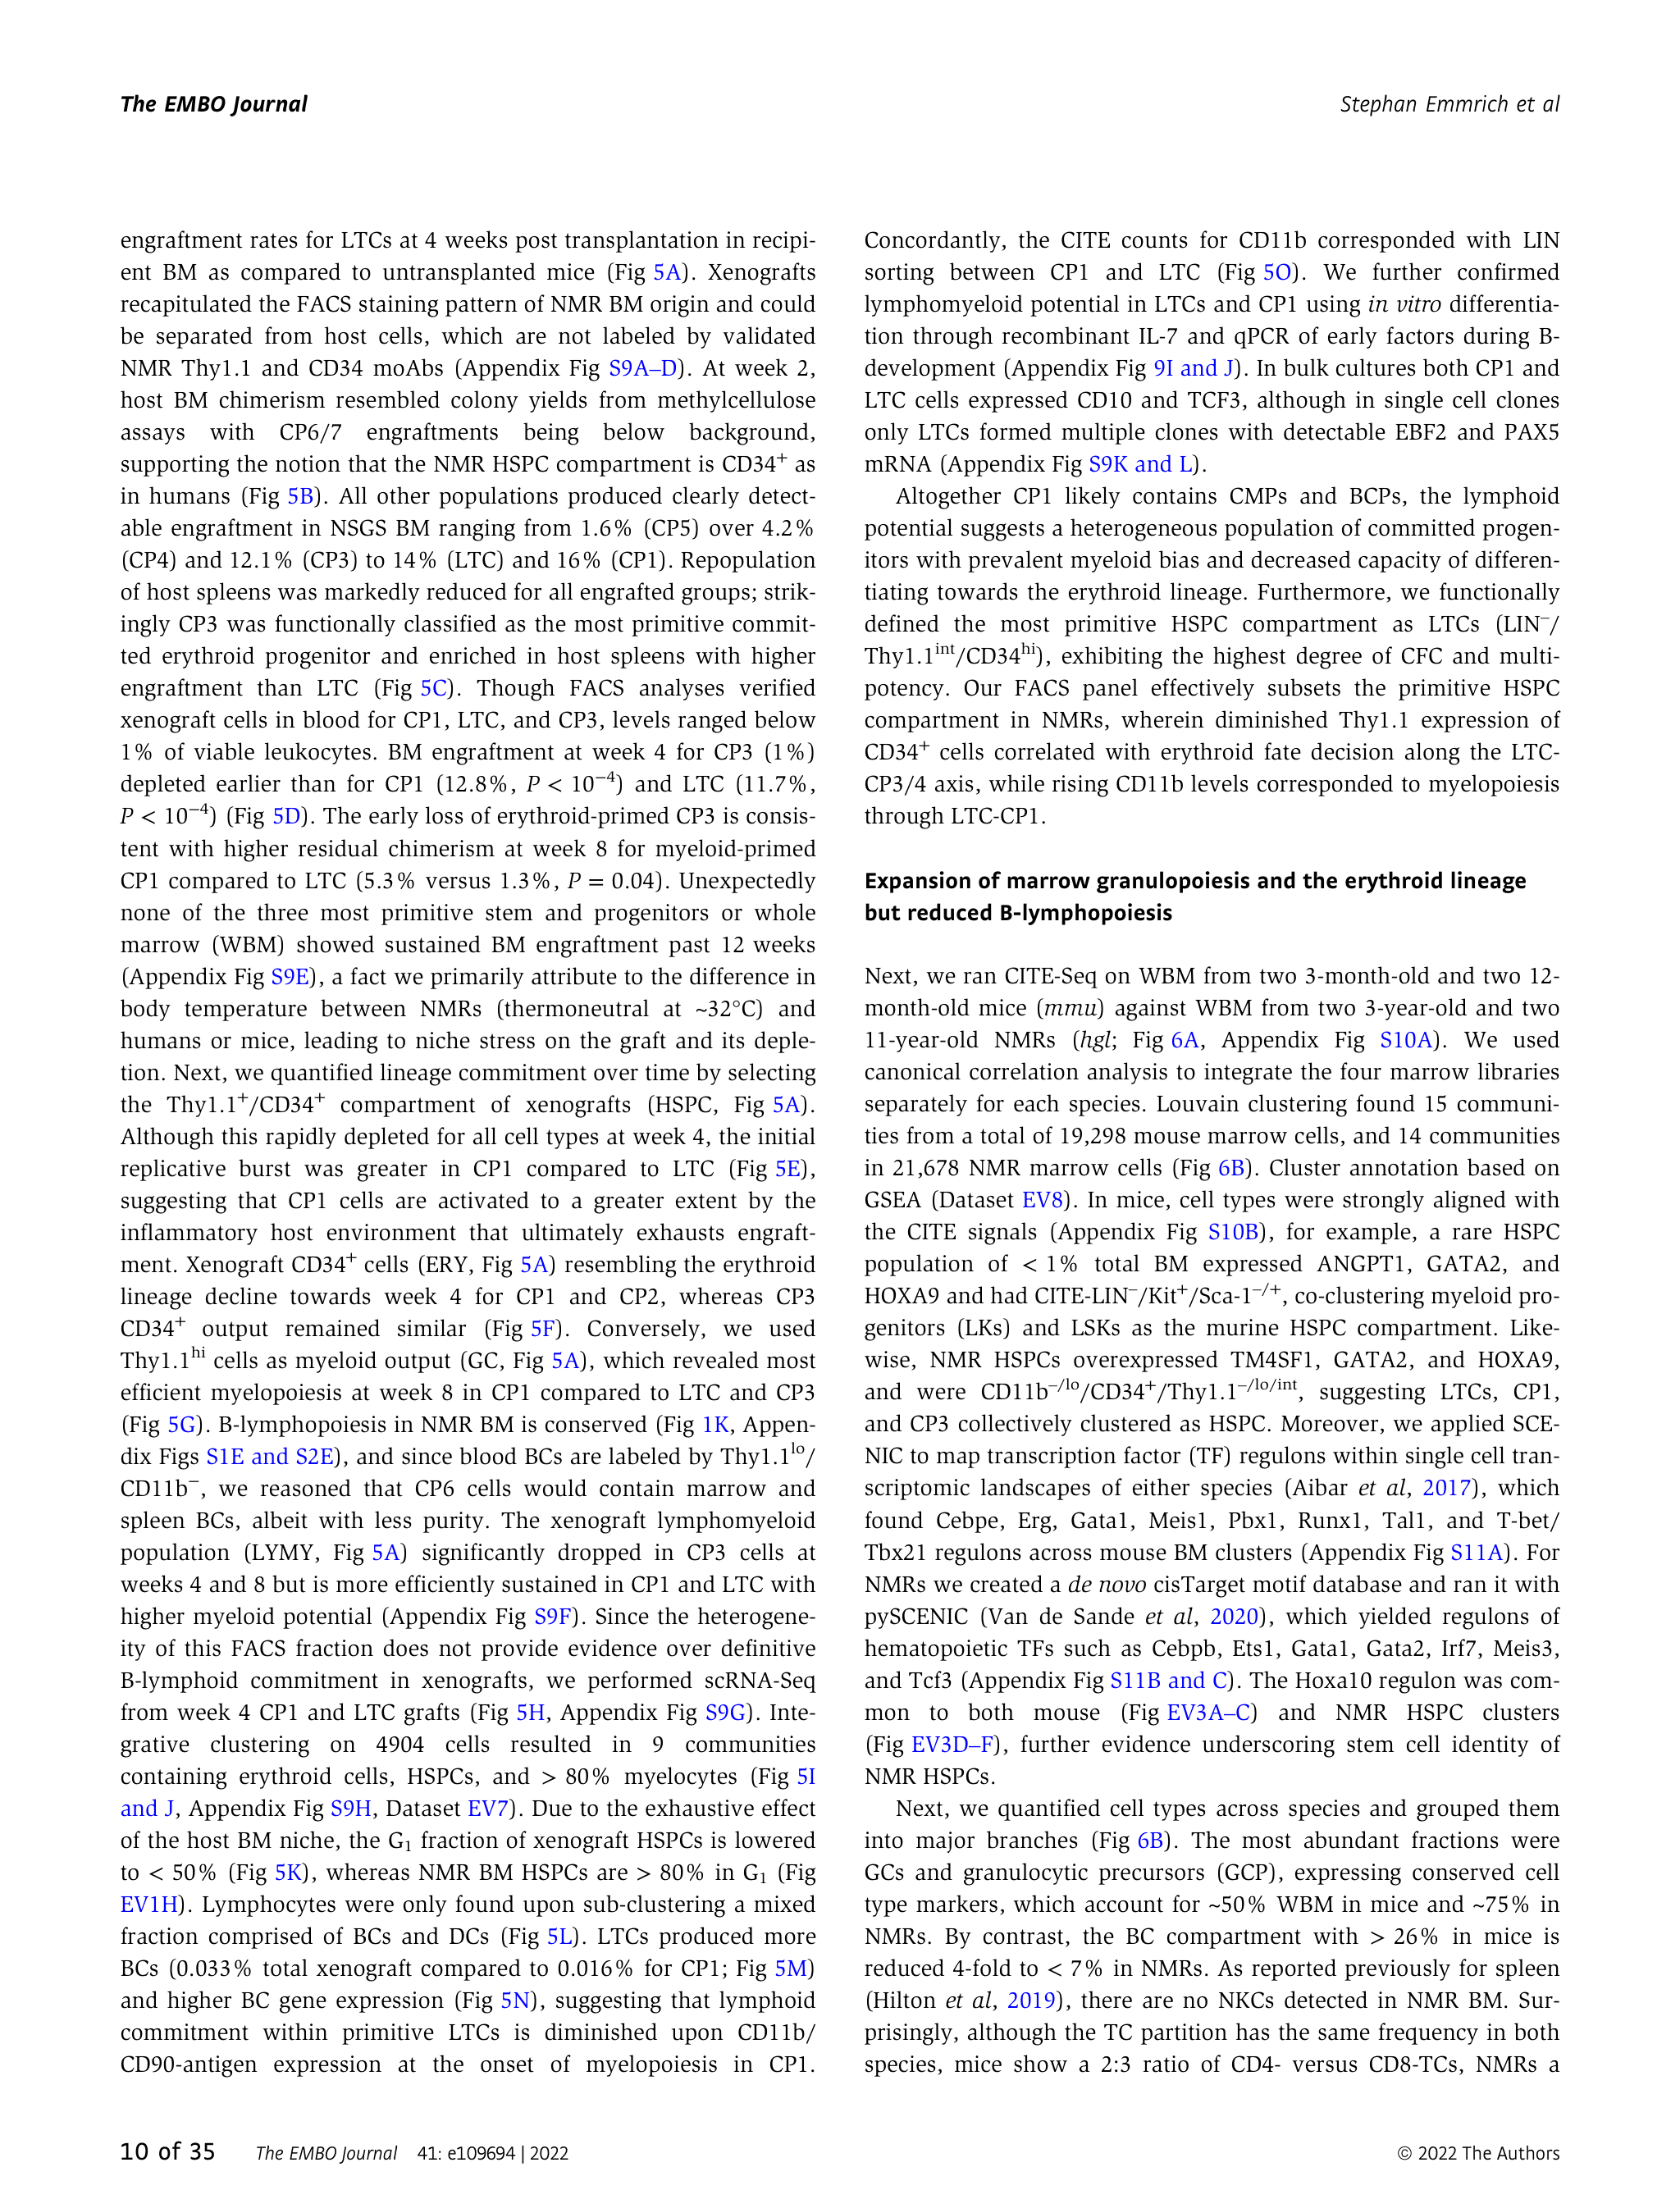 The EMBO Journal
Stephan Emmrich et al
engraftment rates for LTCs at 4 weeks post transplantation in recipi-
ent BM as compared to untransplanted mice (Fig 5A). Xenografts
recapitulated the FACS staining pattern of NMR BM origin and could
be separated from host cells, which are not labeled by validated
NMR Thy1.1 and CD34 moAbs (Appendix Fig S9A–D). At week 2,
host BM chimerism resembled colony yields from methylcellulose
assays with CP6/7 engraftments being below background,
supporting the notion that the NMR HSPC compartment is CD34⁺ as
in humans (Fig 5B). All other populations produced clearly detect-
able engraftment in NSGS BM ranging from 1.6% (CP5) over 4.2%
(CP4) and 12.1% (CP3) to 14% (LTC) and 16% (CP1). Repopulation
of host spleens was markedly reduced for all engrafted groups; strik-
ingly CP3 was functionally classified as the most primitive commit-
ted erythroid progenitor and enriched in host spleens with higher
engraftment than LTC (Fig 5C). Though FACS analyses verified
xenograft cells in blood for CP1, LTC, and CP3, levels ranged below
1% of viable leukocytes. BM engraftment at week 4 for CP3 (1%)
depleted earlier than for CP1 (12.8%, P < 10⁻⁴) and LTC (11.7%,
P < 10⁻⁴) (Fig 5D). The early loss of erythroid-primed CP3 is consis-
tent with higher residual chimerism at week 8 for myeloid-primed
CP1 compared to LTC (5.3% versus 1.3%, P = 0.04). Unexpectedly
none of the three most primitive stem and progenitors or whole
marrow (WBM) showed sustained BM engraftment past 12 weeks
(Appendix Fig S9E), a fact we primarily attribute to the difference in
body temperature between NMRs (thermoneutral at ~32°C) and
humans or mice, leading to niche stress on the graft and its deple-
tion. Next, we quantified lineage commitment over time by selecting
the Thy1.1⁺/CD34⁺ compartment of xenografts (HSPC, Fig 5A).
Although this rapidly depleted for all cell types at week 4, the initial
replicative burst was greater in CP1 compared to LTC (Fig 5E),
suggesting that CP1 cells are activated to a greater extent by the
inflammatory host environment that ultimately exhausts engraft-
ment. Xenograft CD34⁺ cells (ERY, Fig 5A) resembling the erythroid
lineage decline towards week 4 for CP1 and CP2, whereas CP3
CD34⁺ output remained similar (Fig 5F). Conversely, we used
Thy1.1ʰⁱ cells as myeloid output (GC, Fig 5A), which revealed most
efficient myelopoiesis at week 8 in CP1 compared to LTC and CP3
(Fig 5G). B-lymphopoiesis in NMR BM is conserved (Fig 1K, Appen-
dix Figs S1E and S2E), and since blood BCs are labeled by Thy1.1ˡᵒ/
CD11b⁻, we reasoned that CP6 cells would contain marrow and
spleen BCs, albeit with less purity. The xenograft lymphomyeloid
population (LYMY, Fig 5A) significantly dropped in CP3 cells at
weeks 4 and 8 but is more efficiently sustained in CP1 and LTC with
higher myeloid potential (Appendix Fig S9F). Since the heterogene-
ity of this FACS fraction does not provide evidence over definitive
B-lymphoid commitment in xenografts, we performed scRNA-Seq
from week 4 CP1 and LTC grafts (Fig 5H, Appendix Fig S9G). Inte-
grative clustering on 4904 cells resulted in 9 communities
containing erythroid cells, HSPCs, and > 80% myelocytes (Fig 5I
and J, Appendix Fig S9H, Dataset EV7). Due to the exhaustive effect
of the host BM niche, the G₁ fraction of xenograft HSPCs is lowered
to < 50% (Fig 5K), whereas NMR BM HSPCs are > 80% in G₁ (Fig
EV1H). Lymphocytes were only found upon sub-clustering a mixed
fraction comprised of BCs and DCs (Fig 5L). LTCs produced more
BCs (0.033% total xenograft compared to 0.016% for CP1; Fig 5M)
and higher BC gene expression (Fig 5N), suggesting that lymphoid
commitment within primitive LTCs is diminished upon CD11b/
CD90-antigen expression at the onset of myelopoiesis in CP1.
Concordantly, the CITE counts for CD11b corresponded with LIN
sorting between CP1 and LTC (Fig 5O). We further confirmed
lymphomyeloid potential in LTCs and CP1 using in vitro differentia-
tion through recombinant IL-7 and qPCR of early factors during B-
development (Appendix Fig 9I and J). In bulk cultures both CP1 and
LTC cells expressed CD10 and TCF3, although in single cell clones
only LTCs formed multiple clones with detectable EBF2 and PAX5
mRNA (Appendix Fig S9K and L).
Altogether CP1 likely contains CMPs and BCPs, the lymphoid
potential suggests a heterogeneous population of committed progen-
itors with prevalent myeloid bias and decreased capacity of differen-
tiating towards the erythroid lineage. Furthermore, we functionally
defined the most primitive HSPC compartment as LTCs (LIN⁻/
Thy1.1ⁱⁿᵗ/CD34ʰⁱ), exhibiting the highest degree of CFC and multi-
potency. Our FACS panel effectively subsets the primitive HSPC
compartment in NMRs, wherein diminished Thy1.1 expression of
CD34⁺ cells correlated with erythroid fate decision along the LTC-
CP3/4 axis, while rising CD11b levels corresponded to myelopoiesis
through LTC-CP1.
Expansion of marrow granulopoiesis and the erythroid lineage
but reduced B-lymphopoiesis
Next, we ran CITE-Seq on WBM from two 3-month-old and two 12-
month-old mice (mmu) against WBM from two 3-year-old and two
11-year-old NMRs (hgl; Fig 6A, Appendix Fig S10A). We used
canonical correlation analysis to integrate the four marrow libraries
separately for each species. Louvain clustering found 15 communi-
ties from a total of 19,298 mouse marrow cells, and 14 communities
in 21,678 NMR marrow cells (Fig 6B). Cluster annotation based on
GSEA (Dataset EV8). In mice, cell types were strongly aligned with
the CITE signals (Appendix Fig S10B), for example, a rare HSPC
population of < 1% total BM expressed ANGPT1, GATA2, and
HOXA9 and had CITE-LIN⁻/Kit⁺/Sca-1⁻/⁺, co-clustering myeloid pro-
genitors (LKs) and LSKs as the murine HSPC compartment. Like-
wise, NMR HSPCs overexpressed TM4SF1, GATA2, and HOXA9,
and were CD11b⁻/ˡᵒ/CD34⁺/Thy1.1⁻/ˡᵒ/ⁱⁿᵗ, suggesting LTCs, CP1,
and CP3 collectively clustered as HSPC. Moreover, we applied SCE-
NIC to map transcription factor (TF) regulons within single cell tran-
scriptomic landscapes of either species (Aibar et al, 2017), which
found Cebpe, Erg, Gata1, Meis1, Pbx1, Runx1, Tal1, and T-bet/
Tbx21 regulons across mouse BM clusters (Appendix Fig S11A). For
NMRs we created a de novo cisTarget motif database and ran it with
pySCENIC (Van de Sande et al, 2020), which yielded regulons of
hematopoietic TFs such as Cebpb, Ets1, Gata1, Gata2, Irf7, Meis3,
and Tcf3 (Appendix Fig S11B and C). The Hoxa10 regulon was com-
mon to both mouse (Fig EV3A–C) and NMR HSPC clusters
(Fig EV3D–F), further evidence underscoring stem cell identity of
NMR HSPCs.
Next, we quantified cell types across species and grouped them
into major branches (Fig 6B). The most abundant fractions were
GCs and granulocytic precursors (GCP), expressing conserved cell
type markers, which account for ~50% WBM in mice and ~75% in
NMRs. By contrast, the BC compartment with > 26% in mice is
reduced 4-fold to < 7% in NMRs. As reported previously for spleen
(Hilton et al, 2019), there are no NKCs detected in NMR BM. Sur-
prisingly, although the TC partition has the same frequency in both
species, mice show a 2:3 ratio of CD4- versus CD8-TCs, NMRs a
10 of 35 The EMBO Journal 41: e109694 | 2022
© 2022 The Authors